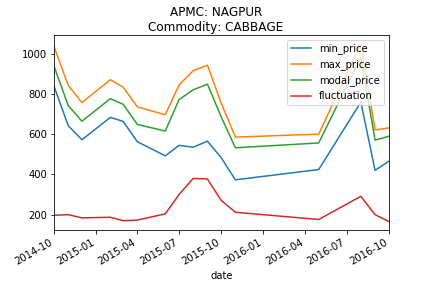 APMC: NAGPUR
Commodity: CABBAGE
1000
800
600
400
200
min_price
max_price
modal_price
fluctuation
2014-10
2015-01
2015-04
2015-07
2015-10
2016-01
2016-04
2016-07
2016-10
date